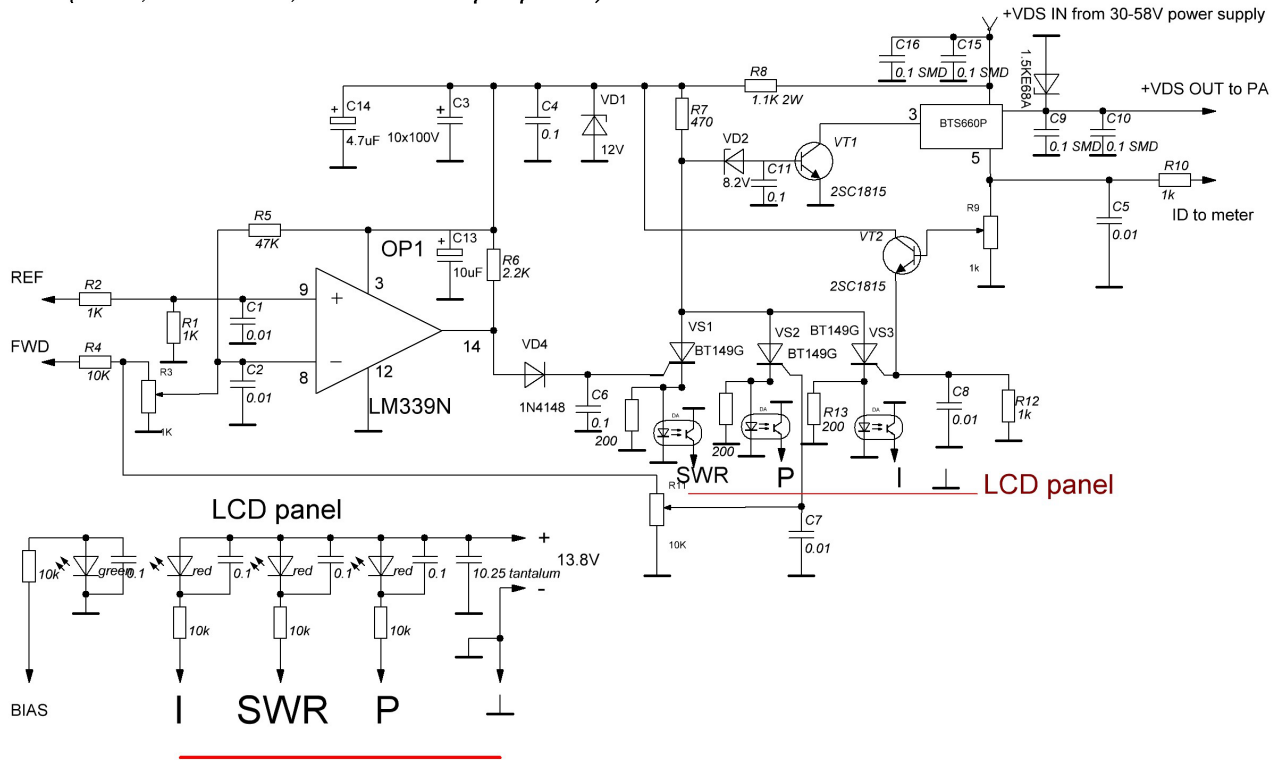 +VDS IN from 30-58V power supply
C16
C15
0.1 SMD
0.1 SMD
1.5KE68A
R8
1.1K 2W
+VDS OUT to PA
C14
4.7uF
C3
10x100V
C4
0.1
VD1
12V
R7
470
VD2
8.2V
C11
0.1
VT1
2SC1815
3
BTS660P
5
C9
0.1 SMD
C10
0.1 SMD
R10
1k
ID to meter
R9
1k
C5
0.01
R5
47K
OP1
C13
10uF
R6
2.2K
VT2
2SC1815
REF
R2
1K
R1
1K
C1
0.01
9
+
3
FWD
R4
10K
R3
1K
C2
0.01
8
–
12
14
LM339N
VD4
1N4148
C6
0.1
VS1
BT149G
VS2
BT149G
BT149G
VS3
200
DA
200
DA
R13
200
DA
C8
0.01
R12
1k
SWR
P
I
LCD panel
R11
10K
C7
0.01
LCD panel
10k
green
0.1
red
0.1
red
0.1
red
0.1
10.25 tantalum
+
13.8V
-
10k
10k
10k
BIAS
I
SWR
P